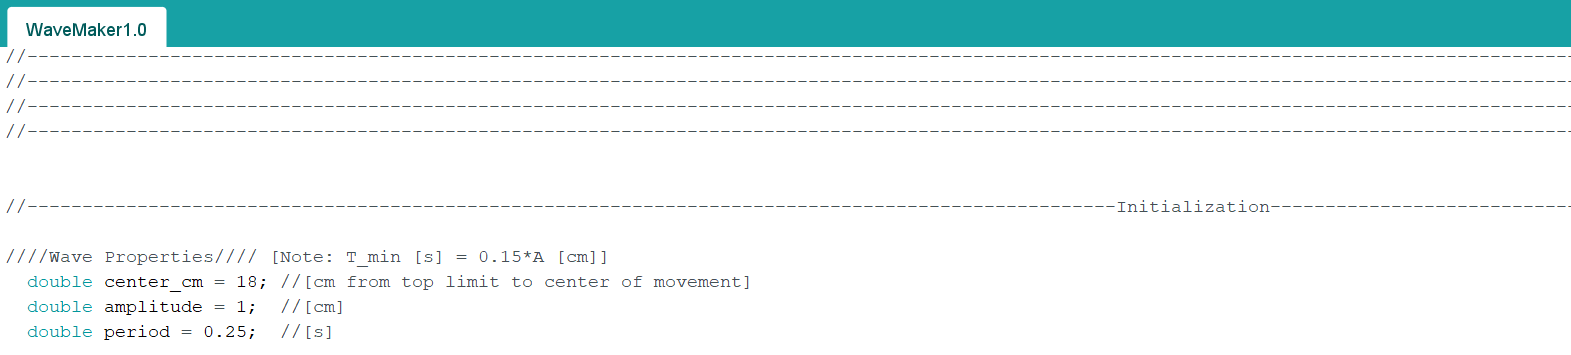 WaveMaker1.0
//--------------------------------------------------------------------------------------------------------------------------------------------
//--------------------------------------------------------------------------------------------------------------------------------------------
//--------------------------------------------------------------------------------------------------------------------------------------------
//--------------------------------------------------------------------------------------------------------------------------------------------
//---------------------------------------------------------------------------------------------------Initialization----------------------------
////Wave Properties//// [Note: T_min [s] = 0.15*A [cm]]
double center_cm = 18; //[cm from top limit to center of movement]
double amplitude = 1;  //[cm]
double period = 0.25;  //[s]